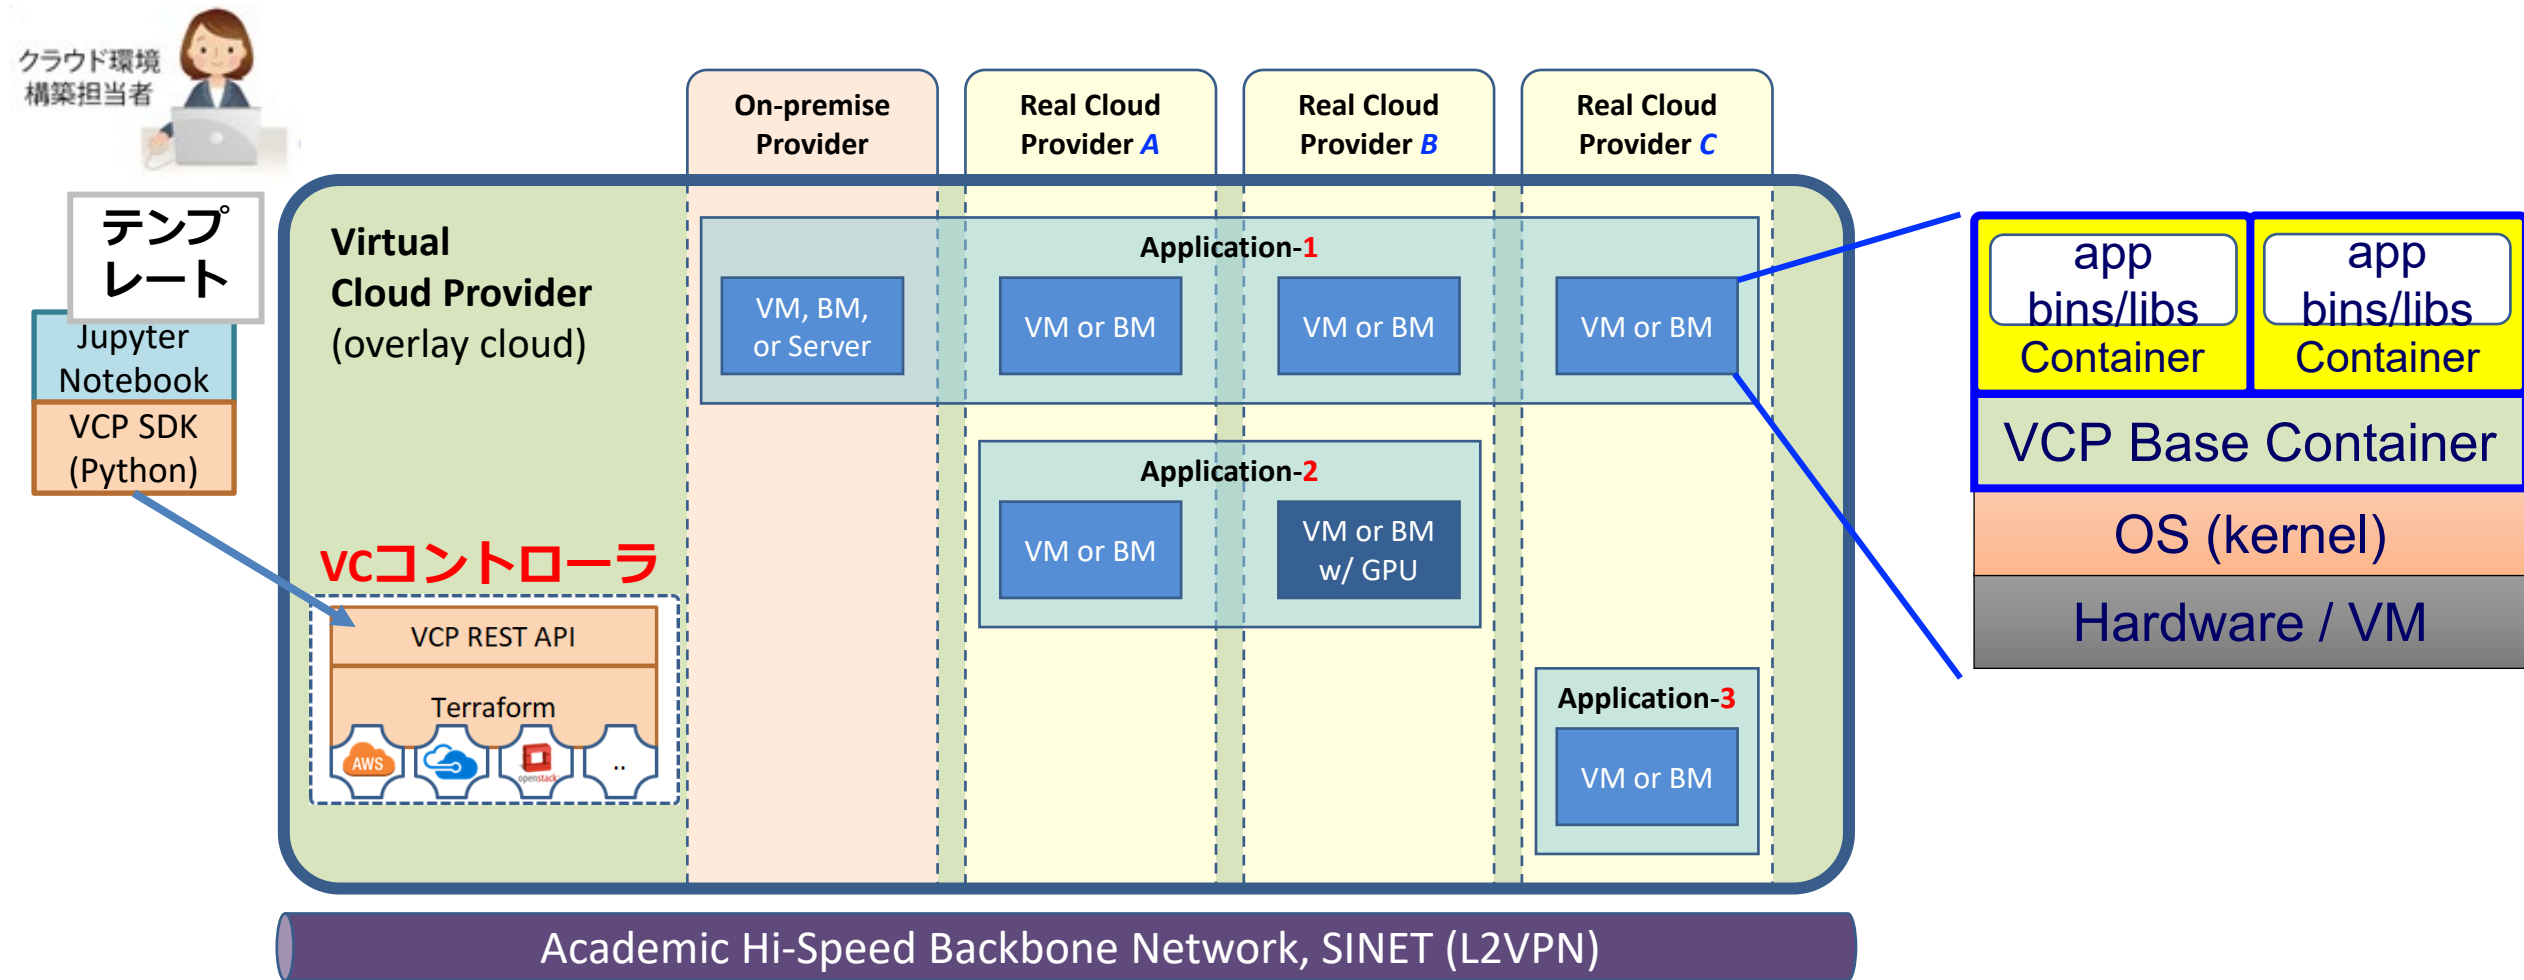 クラウド環境
構築担当者
テンプ
レート
Jupyter
Notebook
VCP SDK
(Python)
On-premise
Provider
Real Cloud
Provider A
Real Cloud
Provider B
Real Cloud
Provider C
Virtual
Cloud Provider
(overlay cloud)
Application-1
VM, BM,
or Server
VM or BM
VM or BM
VM or BM
Application-2
VM or BM
VM or BM
w/ GPU
Application-3
VM or BM
VCコントローラ
VCP REST API
Terraform
AWS
openstack
..
app
bins/libs
Container
app
bins/libs
Container
VCP Base Container
OS (kernel)
Hardware / VM
Academic Hi-Speed Backbone Network, SINET (L2VPN)